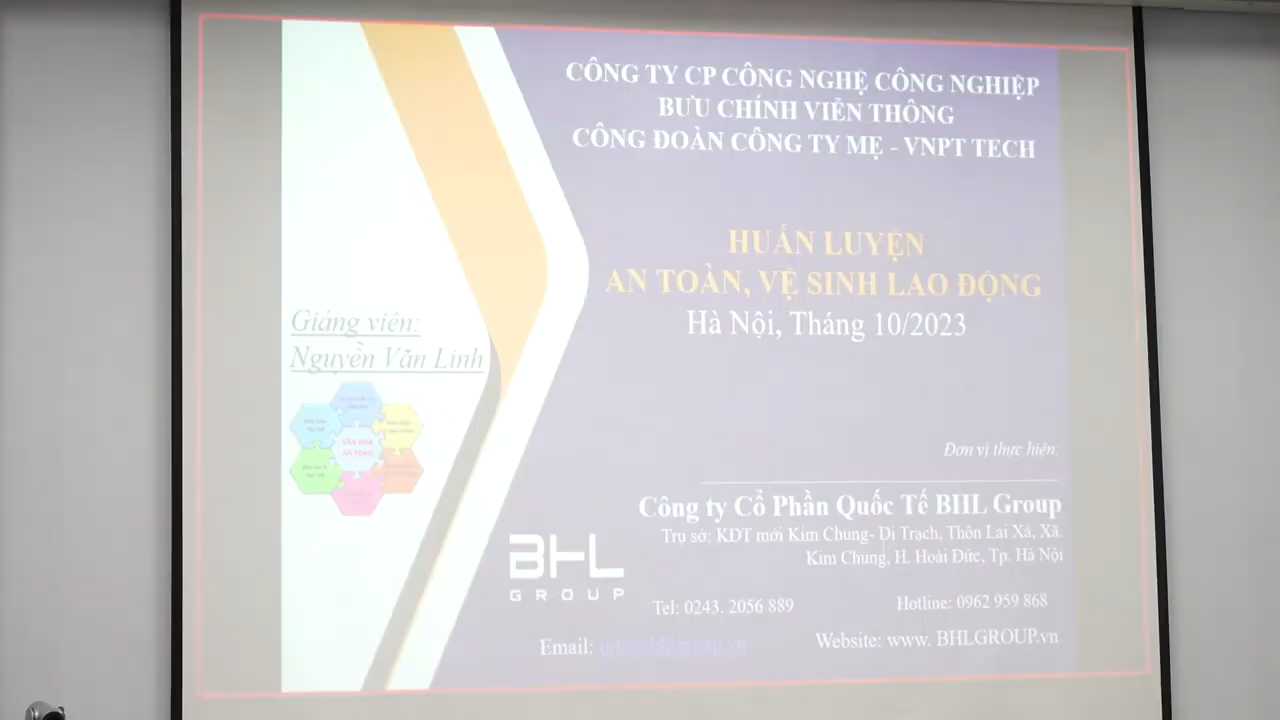 CÔNG TY CP CÔNG NGHỆ CÔNG NGHIỆP
BƯU CHÍNH VIỄN THÔNG
CÔNG ĐOÀN CÔNG TY MẸ - VNPT TECH
HUẤN LUYỆN
AN TOÀN, VỆ SINH LAO ĐỘNG
Hà Nội, Tháng 10/2023
Giảng viên:
Nguyễn Văn Linh
VĂN HOÁ
AN TOÀN
Đơn vị thực hiện:
Công ty Cổ Phần Quốc Tế BHL Group
Trụ sở: KĐT mới Kim Chung- Di Trạch, Thôn Lai Xá, Xã.
Kim Chung, H. Hoài Đức, Tp. Hà Nội
BHL
GROUP
Tel: 0243. 2056 889
Hotline: 0962 959 868
Email:
Website: www. BHLGROUP.vn